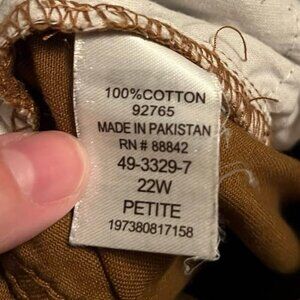 100%COTTON
92765
MADE IN PAKISTAN
RN # 88842
49-3329-7
22W
PETITE
197380817158